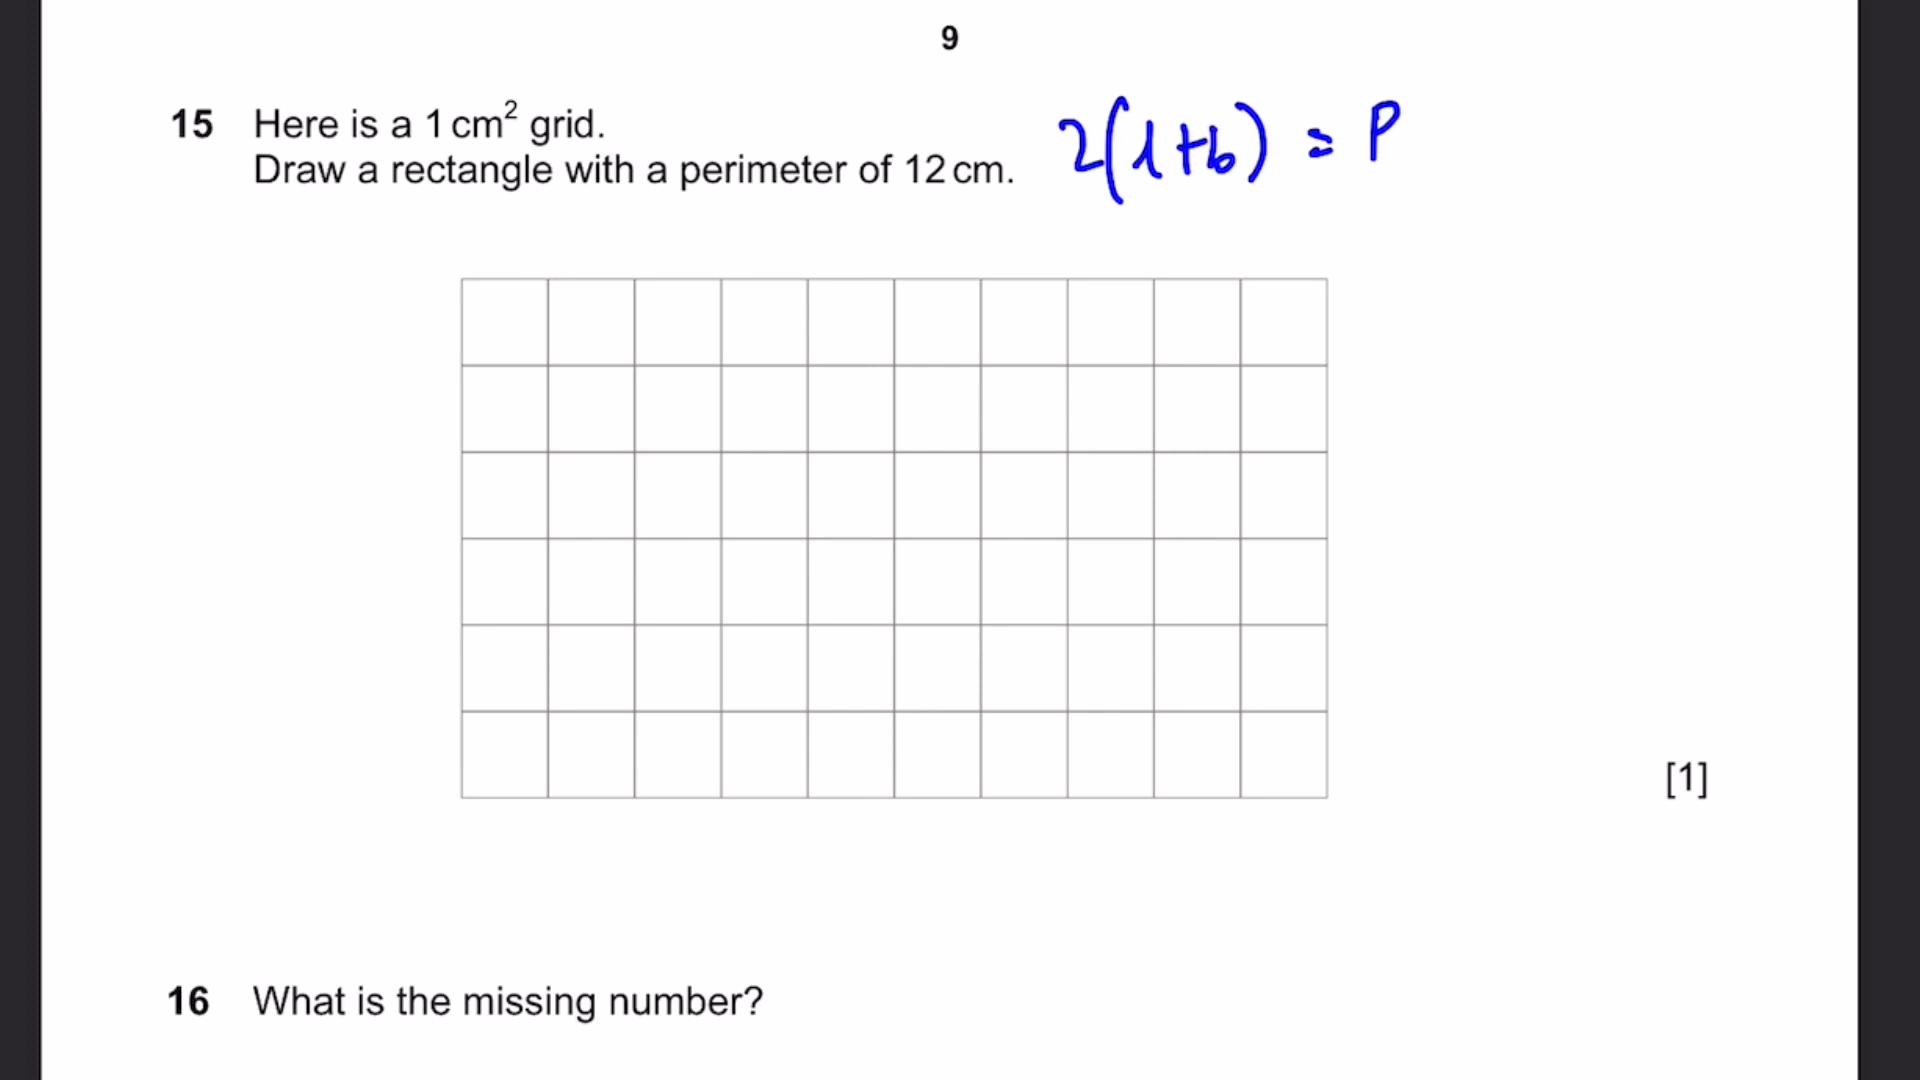 9
15 Here is a 1 cm² grid.
Draw a rectangle with a perimeter of 12 cm. 2(l+b) = P
[1]
16 What is the missing number?